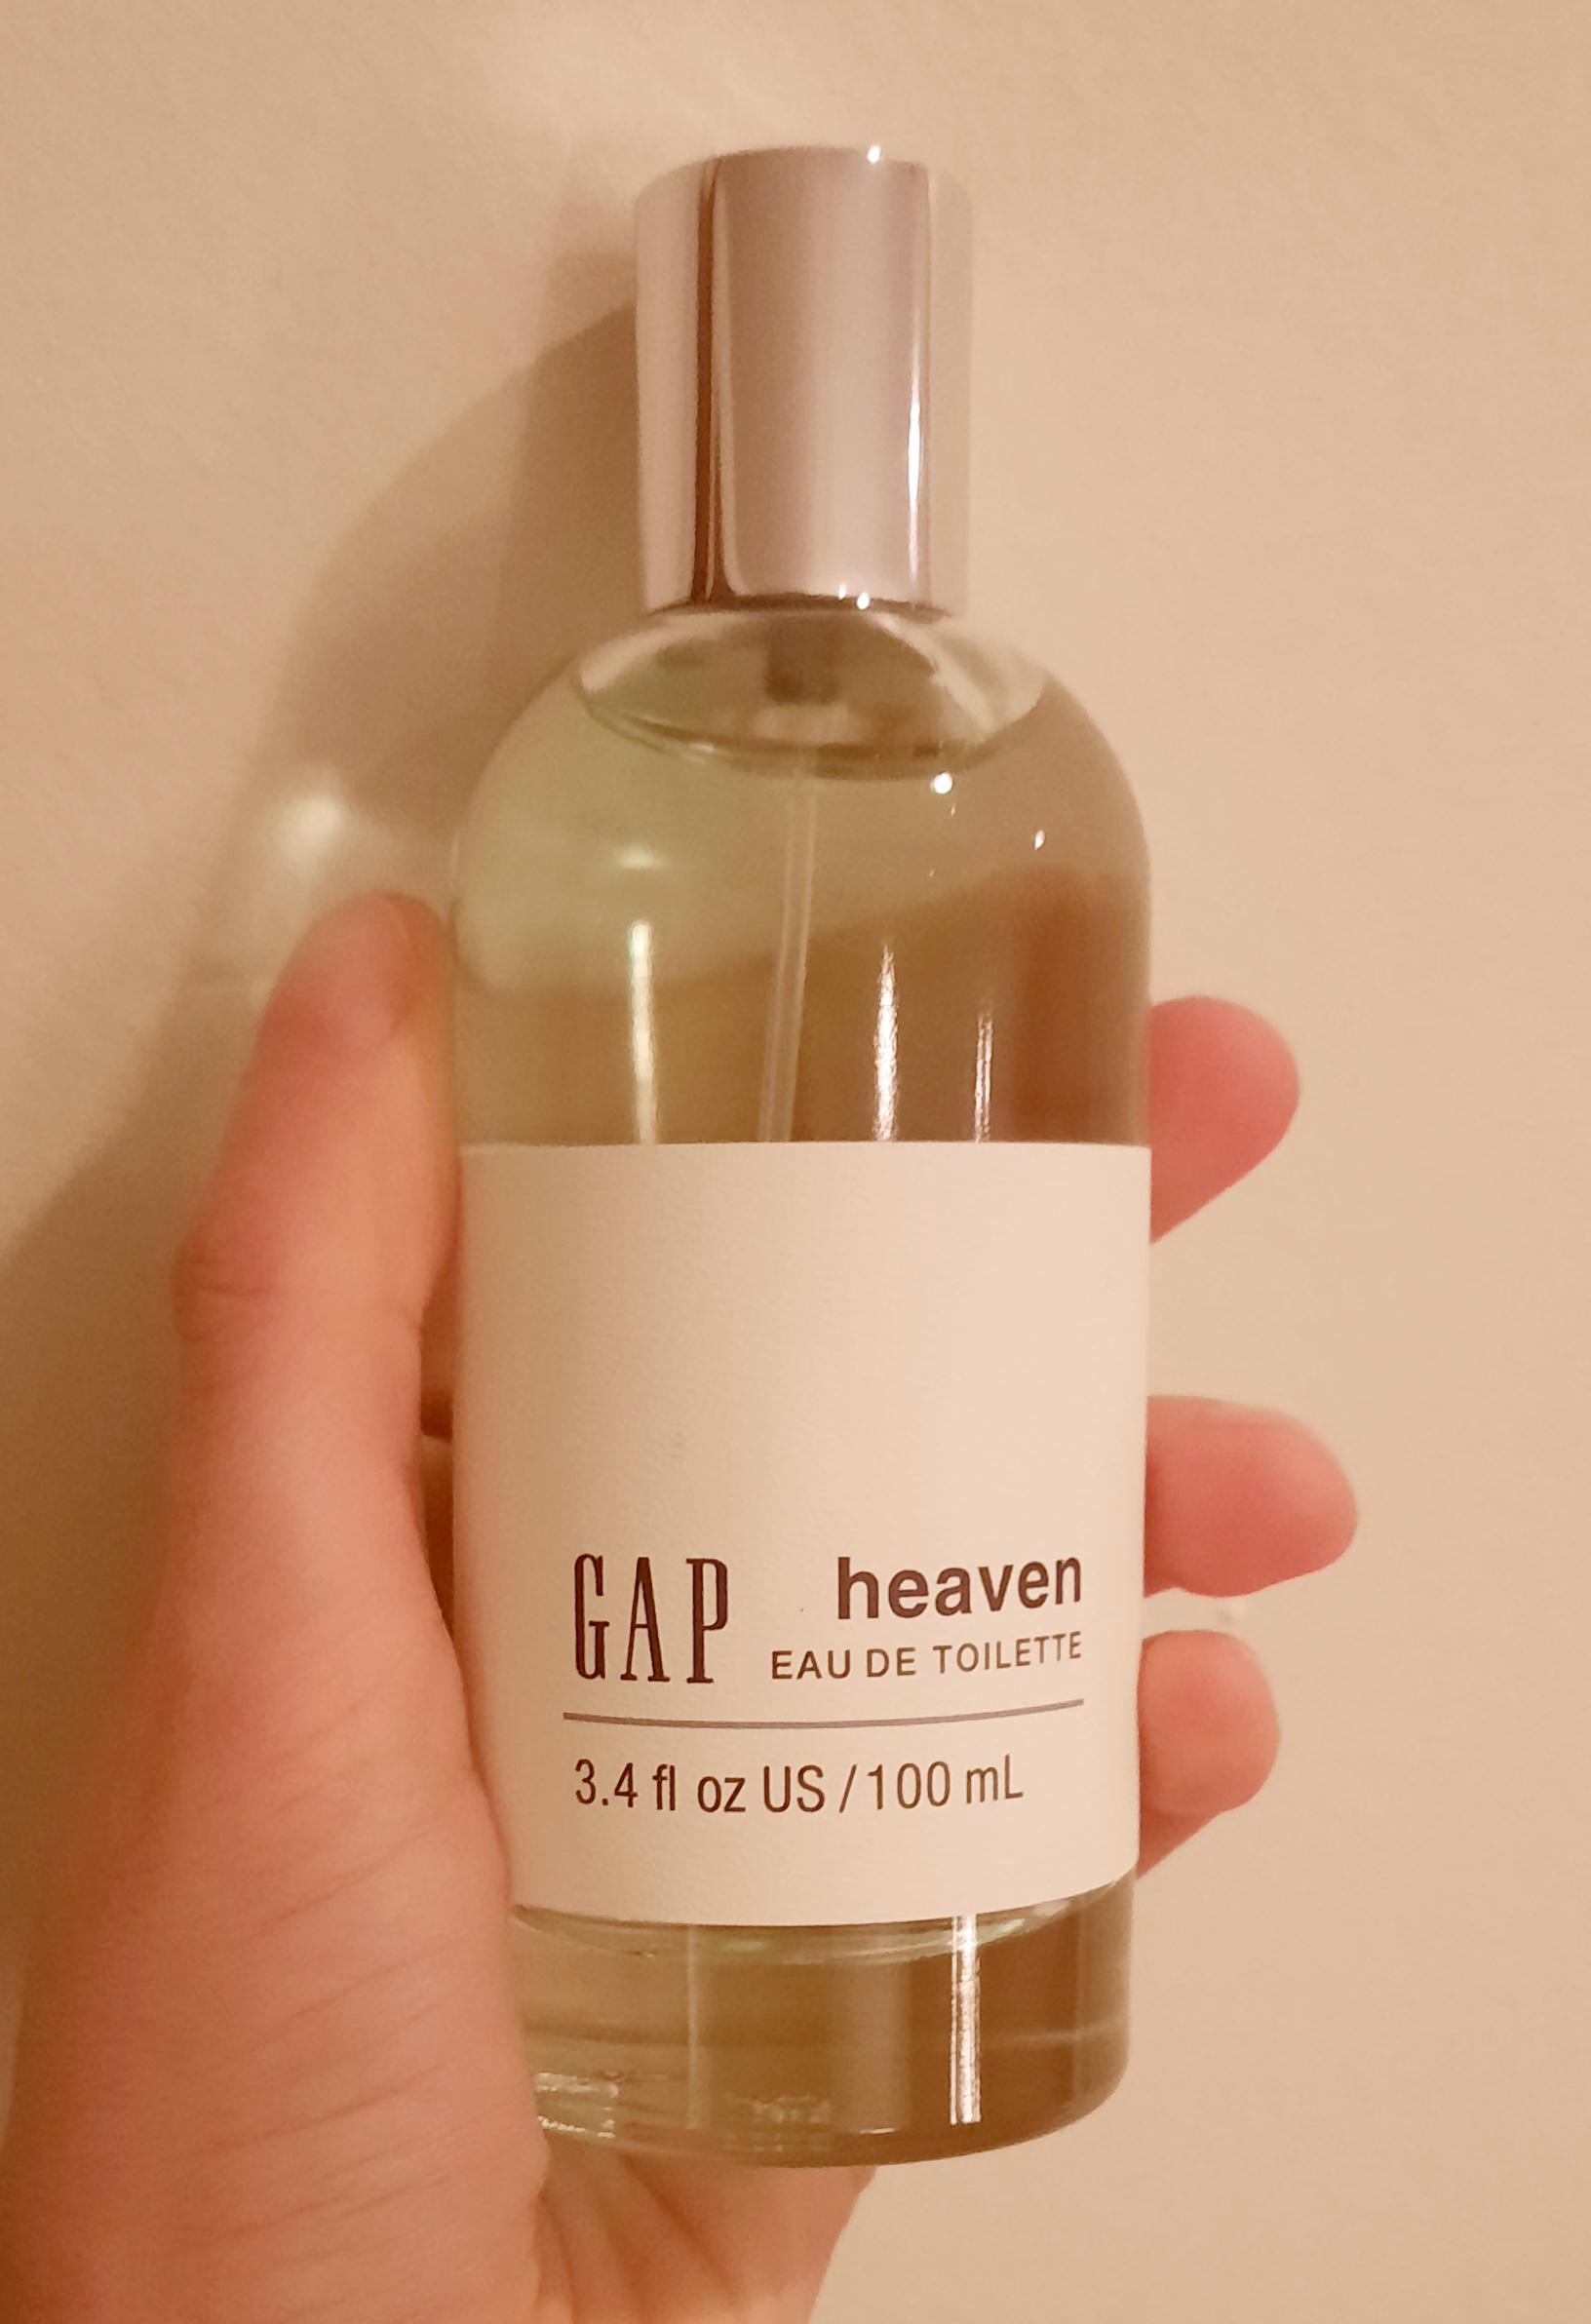 GAP heaven
EAU DE TOILETTE
3.4 fl oz US / 100 mL